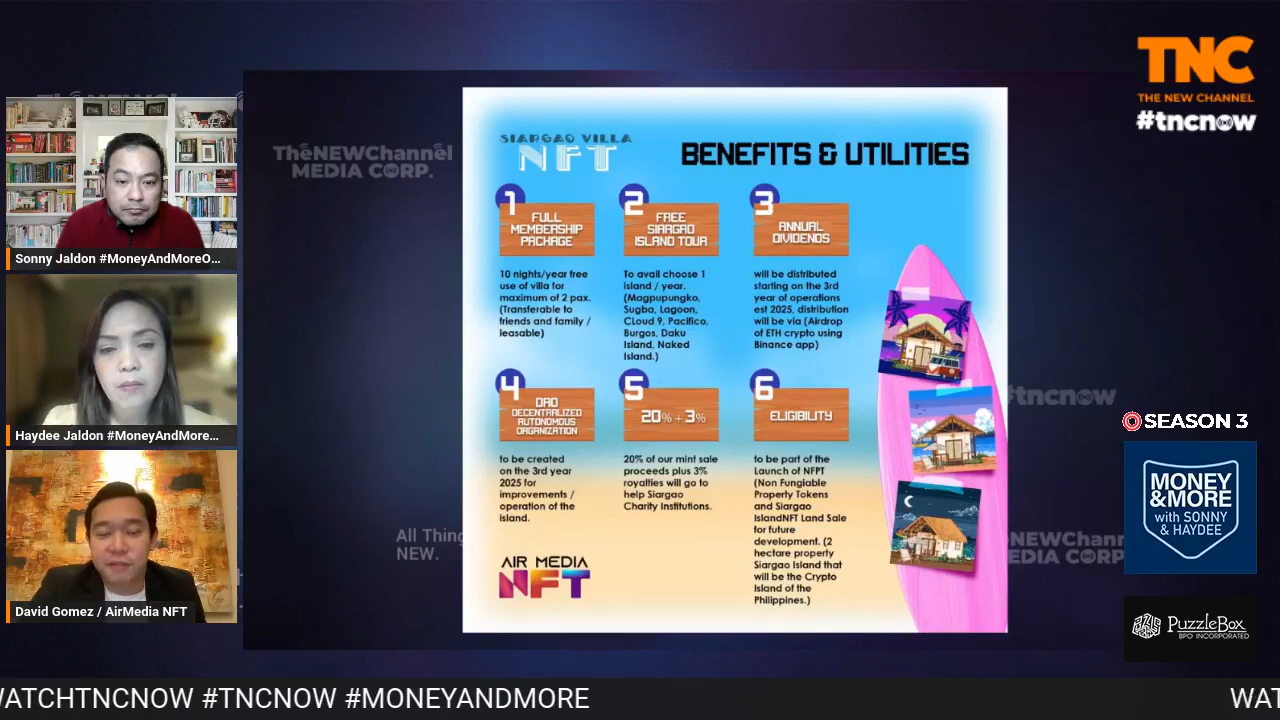 TNC
THE NEW CHANNEL
#tncnow
TheNEWChannel
MEDIA CORP.
SIARGAO VILLA
NFT
BENEFITS & UTILITIES
1
FULL
MEMBERSHIP
PACKAGE
10 nights/year free
use of villa for
maximum of 2 pax.
(Transferable to
friends and family /
leasable)
2
FREE
SIARGAO
ISLAND TOUR
To avail choose 1
island / year.
(Magpupungko,
Sugba, Lagoon,
CLoud 9, Pacifico,
Burgos, Daku
Island, Naked
Island.)
3
ANNUAL
DIVIDENDS
will be distributed
starting on the 3rd
year of operations
est 2025, distribution
will be via (Airdrop
of ETH crypto using
Binance app)
4
DAO
DECENTRALIZED
AUTONOMOUS
ORGANIZATION
to be created
on the 3rd year
2025 for
improvements /
operation of the
island.
5
20% + 3%
20% of our mint sale
proceeds plus 3%
royalties will go to
help Siargao
Charity Institutions.
6
ELIGIBILITY
to be part of the
Launch of NFPT
(Non Fungiable
Property Tokens
and Siargao
IslandNFT Land Sale
for future
development. (2
hectare property
Siargao Island that
will be the Crypto
Island of the
Philippines.)
AIR MEDIA
NFT
Sonny Jaldon #MoneyAndMoreO...
Haydee Jaldon #MoneyAndMore...
David Gomez / AirMedia NFT
All Thing
NEW.
#tncnow
NEWChann
EDIA CORP
SEASON 3
MONEY
&MORE
with SONNY
& HAYDEE
PuzzleBox
BPO INCORPORATED
WATCHTNCNOW #TNCNOW #MONEYANDMORE
WAT